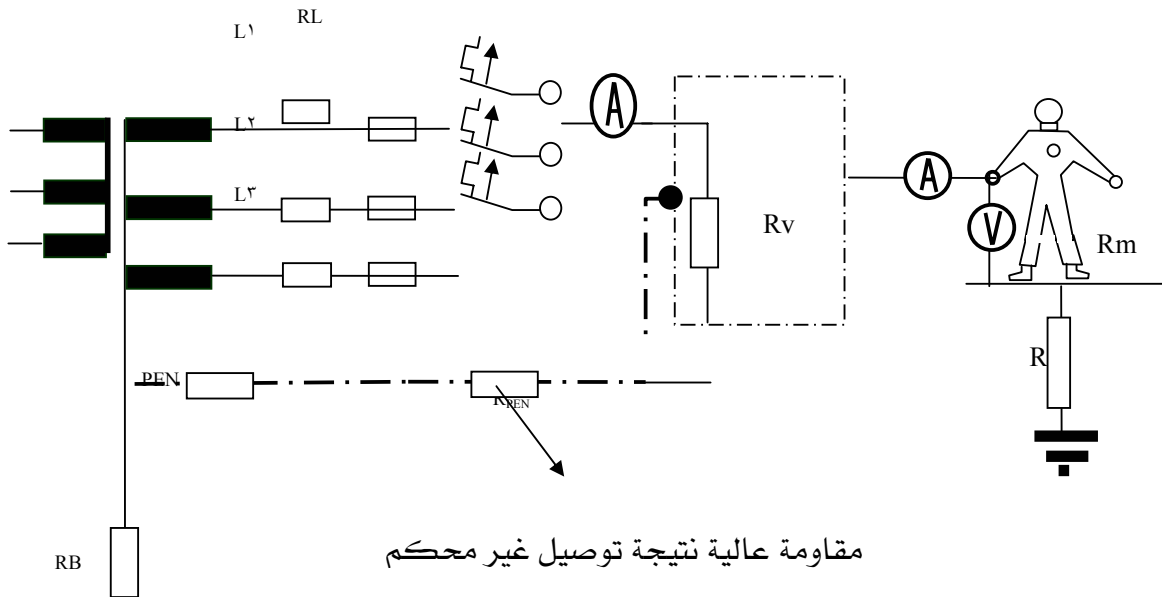 RL
L١
L٢
L٣
A
Rv
A
V
Rm
R
PEN
RPEN
RB
مقاومة عالية نتيجة توصيل غير محكم